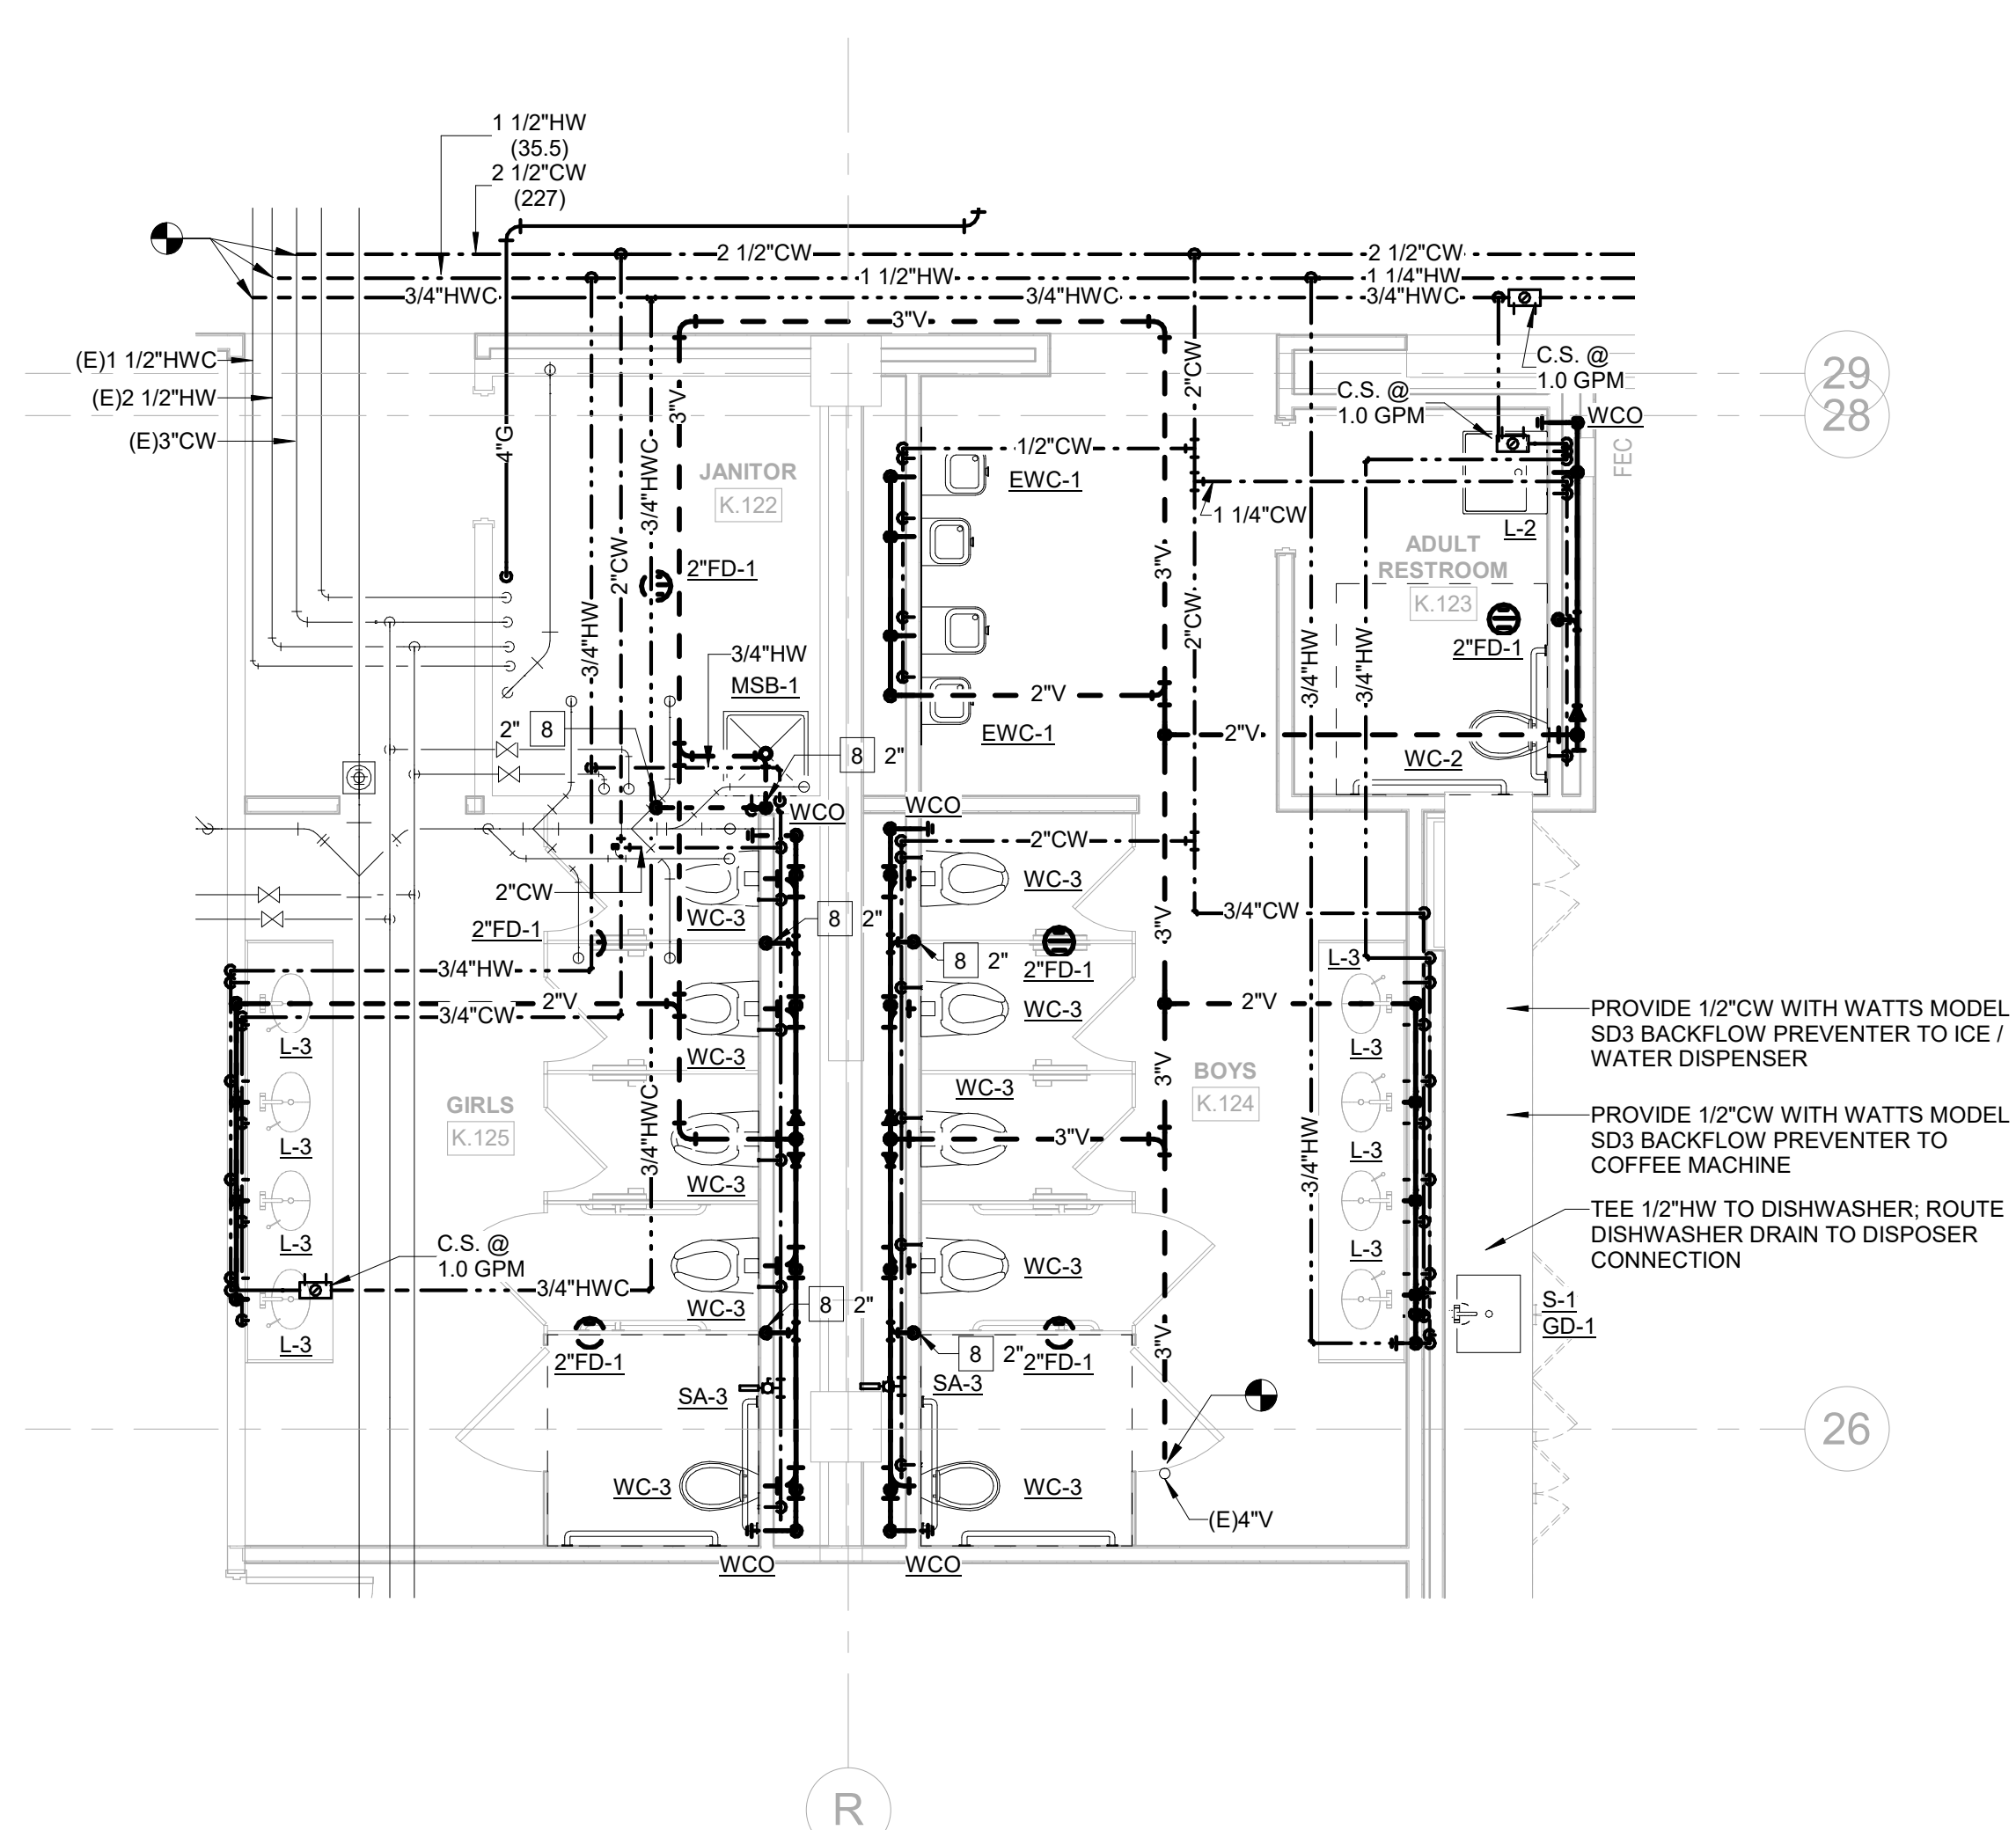 1 1/2"HW
(35.5)
2 1/2"CW
(227)
2 1/2"CW
2 1/2"CW
1 1/2"HW
1 1/4"HW
3/4"HWC
3/4"HWC
3/4"HWC
3"V
(E)1 1/2"HWC
(E)2 1/2"HW
(E)3"CW
4"G
3"V
2"CW
C.S. @
1.0 GPM
C.S. @
1.0 GPM
29
28
WCO
FEC
JANITOR
K.122
3/4"HWC
1/2"CW
EWC-1
1 1/4"CW
L-2
ADULT
RESTROOM
K.123
2"FD-1
2"CW
3/4"HW
3"V
2"CW
3/4"HW
3/4"HW
2"FD-1
3/4"HW
MSB-1
2"V
EWC-1
2"
8
8
2"
2"V
WC-2
WCO
WCO
2"CW
2"CW
WC-3
WC-3
2"FD-1
8
2"
8
2"
2"FD-1
3"V
3/4"CW
3/4"HW
2"V
3/4"CW
WC-3
WC-3
2"V
L-3
L-3
L-3
PROVIDE 1/2"CW WITH WATTS MODEL
SD3 BACKFLOW PREVENTER TO ICE /
WATER DISPENSER
GIRLS
K.125
L-3
3/4"HWC
WC-3
WC-3
3"V
3"V
BOYS
K.124
3/4"HW
L-3
PROVIDE 1/2"CW WITH WATTS MODEL
SD3 BACKFLOW PREVENTER TO
COFFEE MACHINE
L-3
C.S. @
1.0 GPM
3/4"HWC
WC-3
WC-3
L-3
TEE 1/2"HW TO DISHWASHER; ROUTE
DISHWASHER DRAIN TO DISPOSER
CONNECTION
L-3
2"FD-1
8
2"
8
2"
2"FD-1
3"V
S-1
GD-1
SA-3
SA-3
26
WC-3
WC-3
(E)4"V
WCO
WCO
R